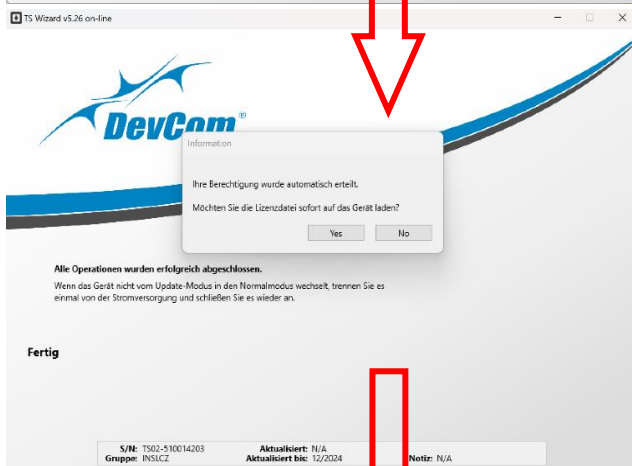 TS Wizard v5.26 on-line
DevCom®
Information
Ihre Berechtigung wurde automatisch erteilt.
Möchten Sie die Lizenzdatei sofort auf das Gerät laden?
Yes No
Alle Operationen wurden erfolgreich abgeschlossen.
Wenn das Gerät nicht vom Update-Modus in den Normalmodus wechselt, trennen Sie es
einmal von der Stromversorgung und schließen Sie es wieder an.
Fertig
S/N: TS02-510014203 Aktualisiert: N/A
Gruppe: INSLCZ Aktualisiert bis: 12/2024 Notiz: N/A